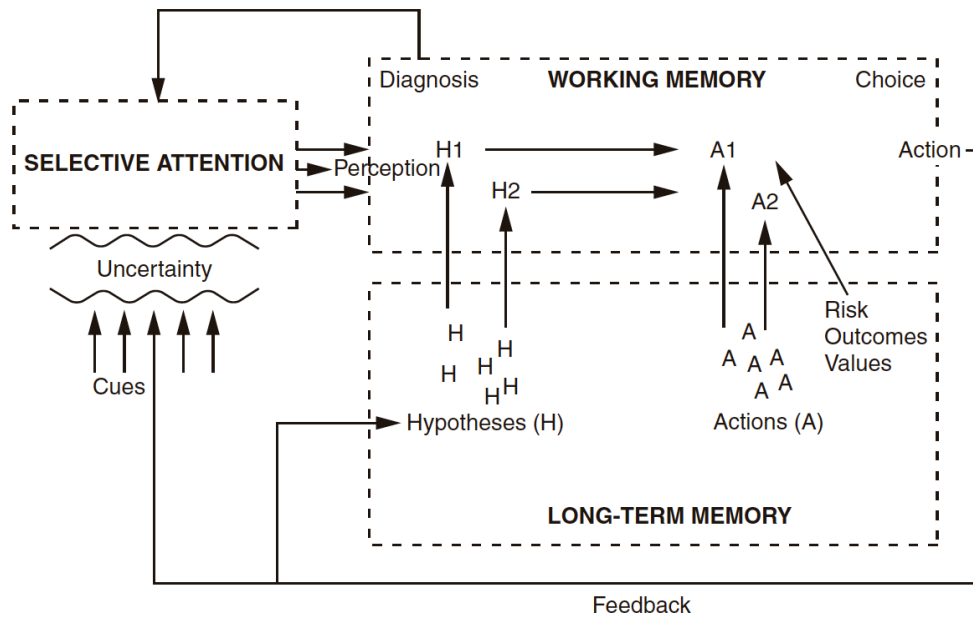 Diagnosis WORKING MEMORY Choice
SELECTIVE ATTENTION
Perception
H1
A1
Action
H2
A2
Uncertainty
Cues
H
H
H
H
H
H
Hypotheses (H)
A
A
A
A
A
A
Actions (A)
Risk
Outcomes
Values
LONG-TERM MEMORY
Feedback